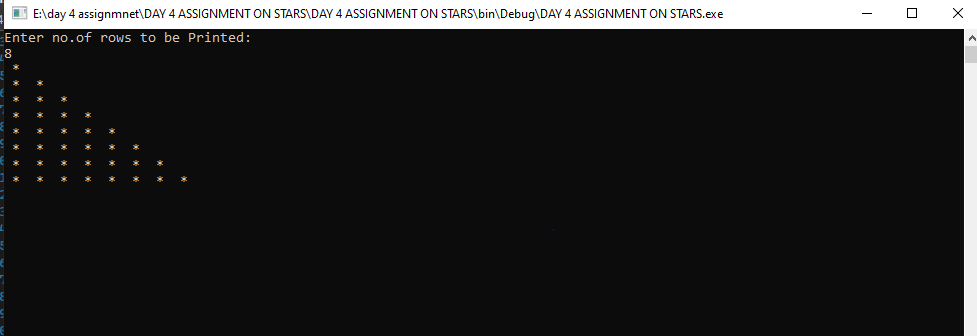 E:\day 4 assignmnet\DAY 4 ASSIGNMENT ON STARS\DAY 4 ASSIGNMENT ON STARS\bin\Debug\DAY 4 ASSIGNMENT ON STARS.exe
Enter no.of rows to be Printed:
8
 *
 *  *
 *  *  *
 *  *  *  *
 *  *  *  *  *
 *  *  *  *  *  *
 *  *  *  *  *  *  *
 *  *  *  *  *  *  *  *